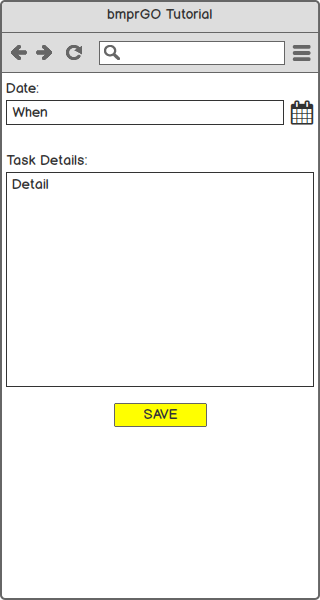 bmprGO Tutorial
Date:
When
Task Details:
Detail
SAVE